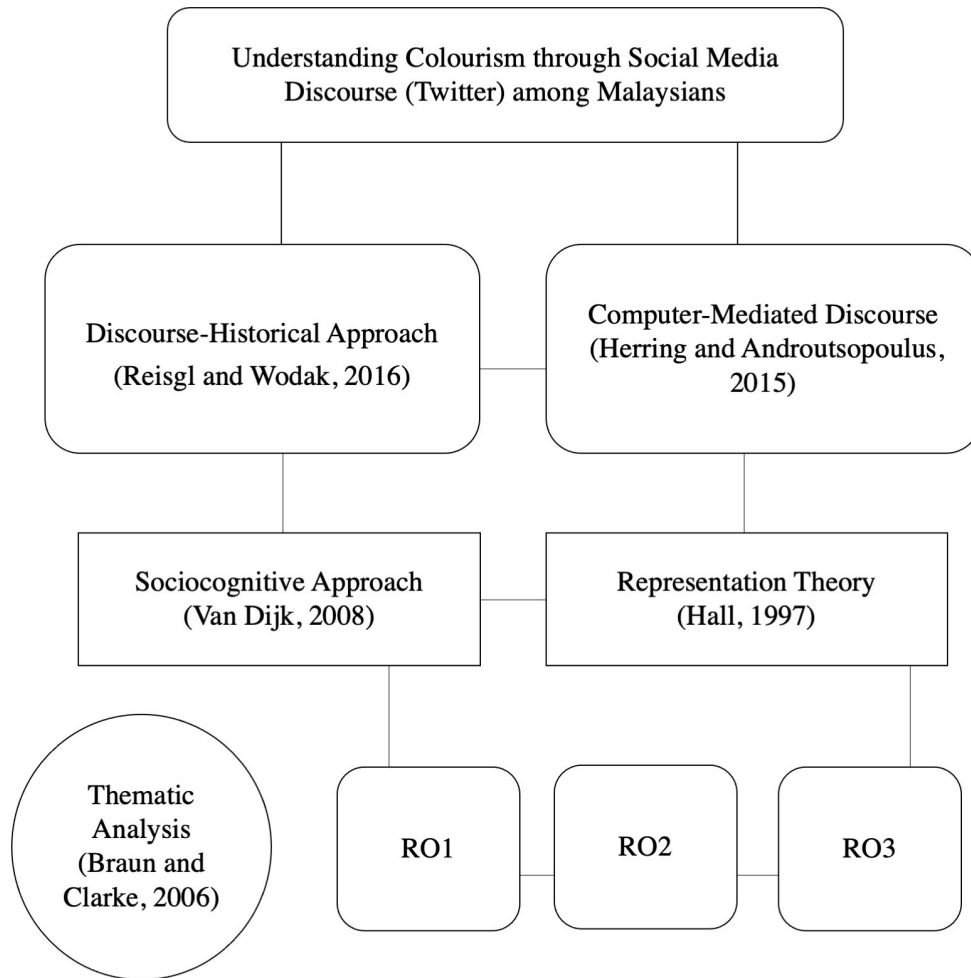 Understanding Colourism through Social Media
Discourse (Twitter) among Malaysians
Discourse-Historical Approach
(Reisgl and Wodak, 2016)
Computer-Mediated Discourse
(Herring and Androutsopoulus,
2015)
Sociocognitive Approach
(Van Dijk, 2008)
Representation Theory
(Hall, 1997)
Thematic
Analysis
(Braun and
Clarke, 2006)
RO1
RO2
RO3